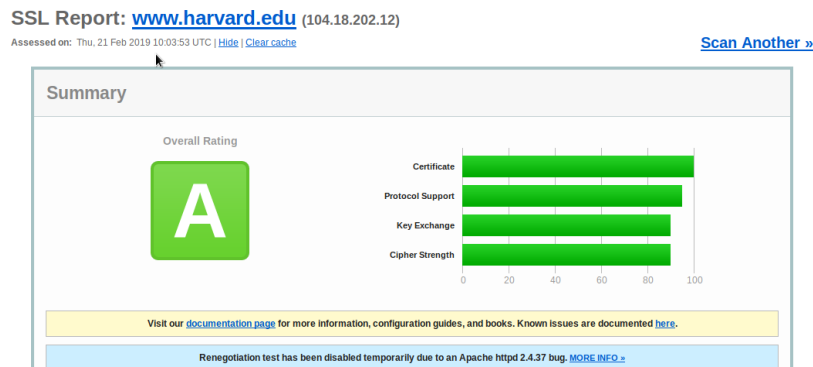 SSL Report: www.harvard.edu (104.18.202.12)
Assessed on: Thu, 21 Feb 2019 10:03:53 UTC | Hide | Clear cache
Scan Another »
Summary
Overall Rating
A
Certificate
Protocol Support
Key Exchange
Cipher Strength
0 20 40 60 80 100
Visit our documentation page for more information, configuration guides, and books. Known issues are documented here.
Renegotiation test has been disabled temporarily due to an Apache httpd 2.4.37 bug. MORE INFO »